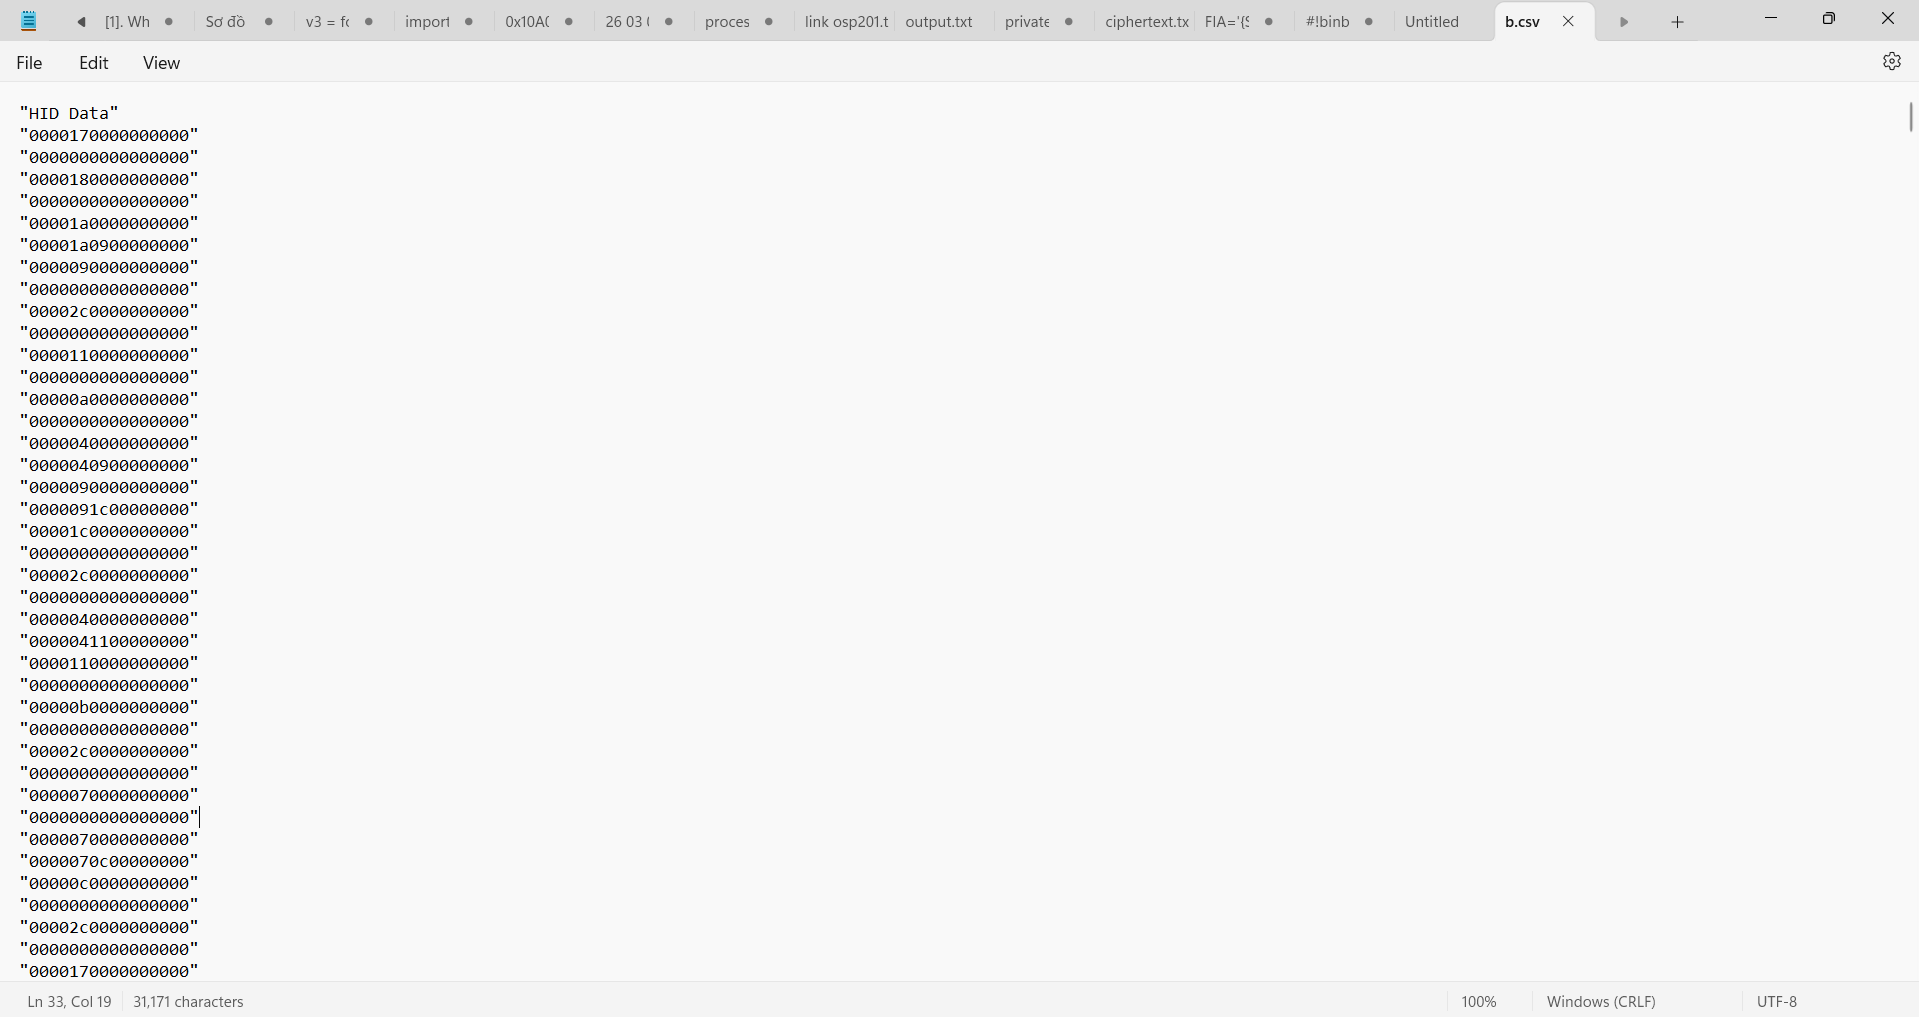 [1]. Wh
Sơ đồ
v3 = fc
import
0x10A(
26 03 (
proces
link osp201.t
output.txt
private
ciphertext.tx
FIA='{S
#!binb
Untitled
b.csv
File Edit View
"HID Data"
"0000170000000000"
"0000000000000000"
"0000180000000000"
"0000000000000000"
"00001a0000000000"
"00001a0900000000"
"0000090000000000"
"0000000000000000"
"00002c0000000000"
"0000000000000000"
"0000110000000000"
"0000000000000000"
"00000a0000000000"
"0000000000000000"
"0000040000000000"
"0000040900000000"
"0000090000000000"
"0000091c00000000"
"00001c0000000000"
"0000000000000000"
"00002c0000000000"
"0000000000000000"
"0000040000000000"
"0000041100000000"
"0000110000000000"
"0000000000000000"
"00000b0000000000"
"0000000000000000"
"00002c0000000000"
"0000000000000000"
"0000070000000000"
"0000000000000000"
"0000070000000000"
"0000070c00000000"
"00000c0000000000"
"0000000000000000"
"00002c0000000000"
"0000000000000000"
"0000170000000000"
Ln 33, Col 19
31,171 characters
100%
Windows (CRLF)
UTF-8